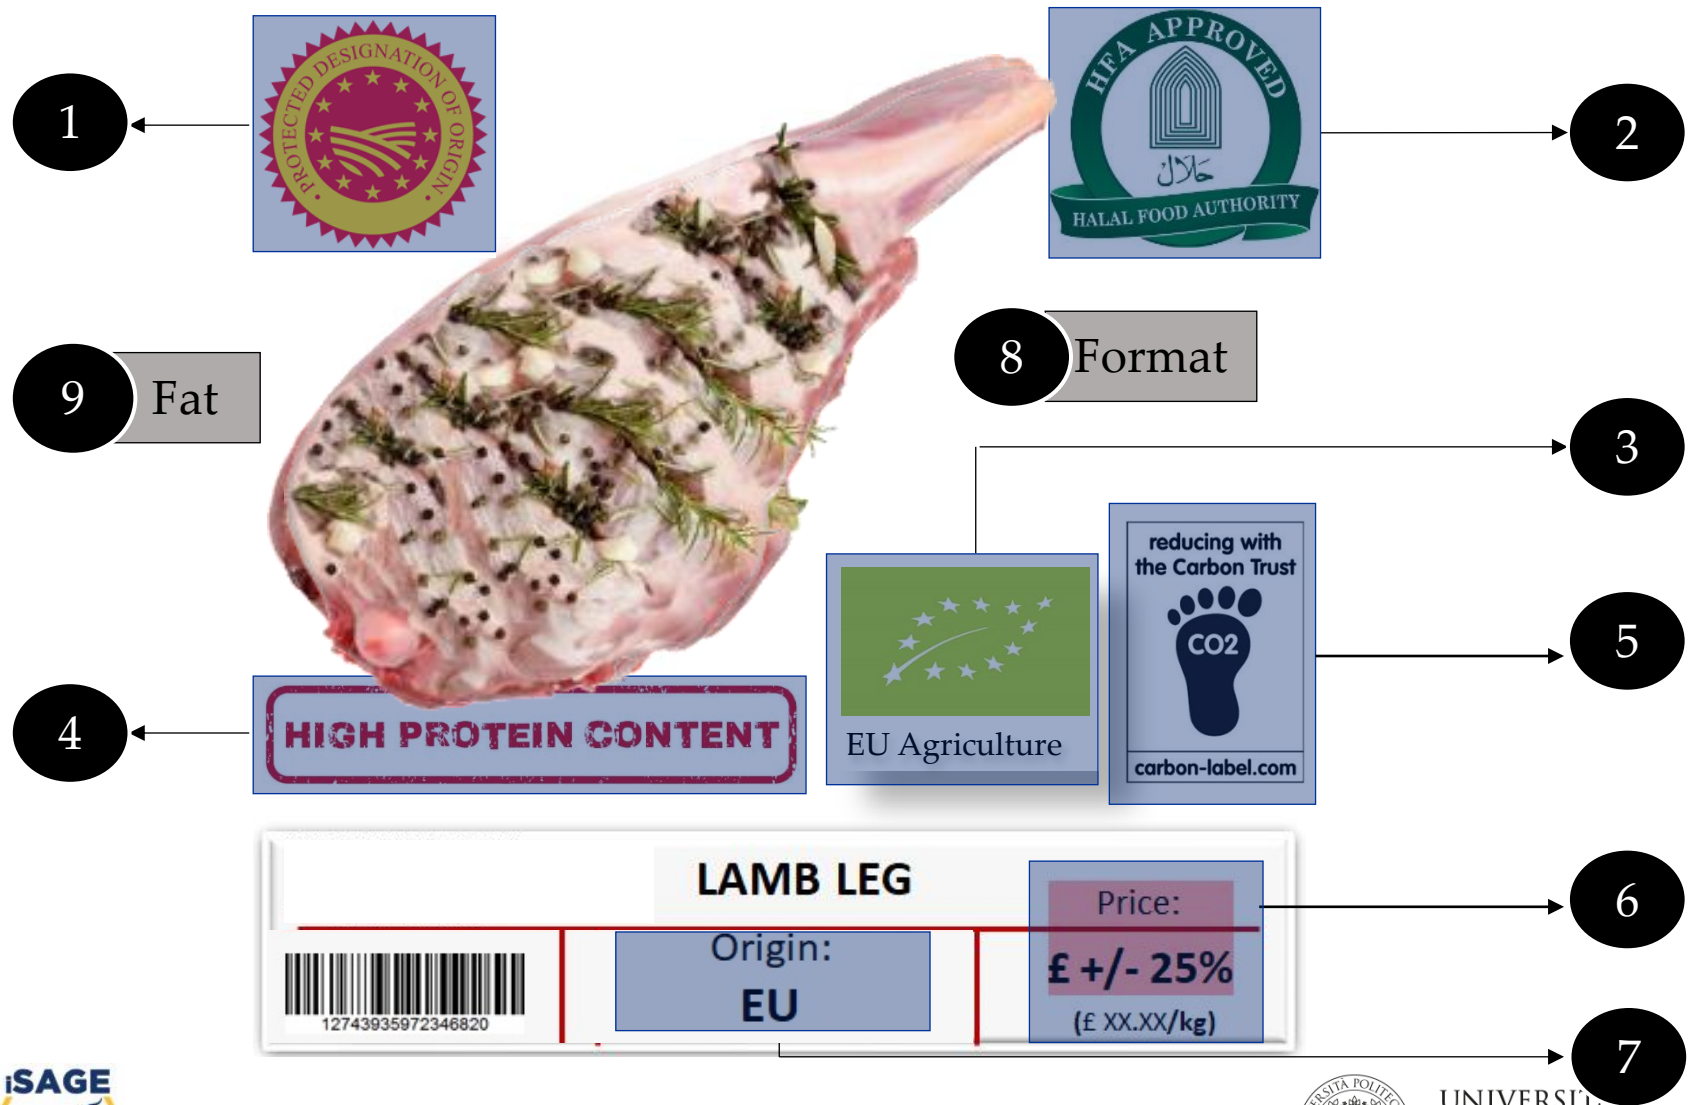 1
PROTECTED DESIGNATION OF ORIGIN
HFA APPROVED
حلال
HALAL FOOD AUTHORITY
2
9
Fat
8
Format
3
reducing with
the Carbon Trust
CO2
carbon-label.com
5
EU Agriculture
4
HIGH PROTEIN CONTENT
LAMB LEG
Price:
£ +/- 25%
(£ XX.XX/kg)
6
Origin:
EU
12743935972346820
7
iSAGE